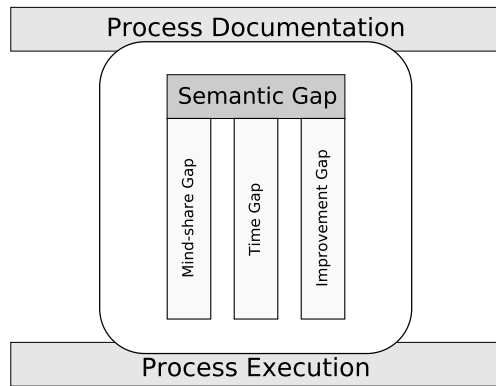 Process Documentation
Semantic Gap
Mind-share Gap
Time Gap
Improvement Gap
Process Execution